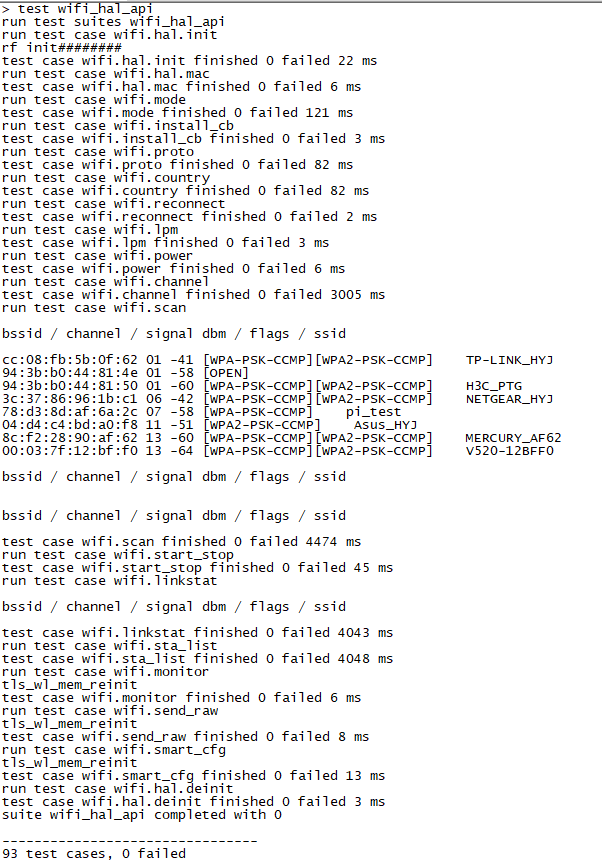 > test wifi_hal_api
run test suites wifi_hal_api
run test case wifi.hal.init
rf init########
test case wifi.hal.init finished 0 failed 22 ms
run test case wifi.hal.mac
test case wifi.hal.mac finished 0 failed 6 ms
run test case wifi.mode
test case wifi.mode finished 0 failed 121 ms
run test case wifi.install_cb
test case wifi.install_cb finished 0 failed 3 ms
run test case wifi.proto
test case wifi.proto finished 0 failed 82 ms
run test case wifi.country
test case wifi.country finished 0 failed 82 ms
run test case wifi.reconnect
test case wifi.reconnect finished 0 failed 2 ms
run test case wifi.lpm
test case wifi.lpm finished 0 failed 3 ms
run test case wifi.power
test case wifi.power finished 0 failed 6 ms
run test case wifi.channel
test case wifi.channel finished 0 failed 3005 ms
run test case wifi.scan
bssid / channel / signal dbm / flags / ssid
cc:08:fb:5b:0f:62 01 -41 [WPA-PSK-CCMP][WPA2-PSK-CCMP]    TP-LINK_HYJ
94:3b:b0:44:81:4e 01 -58 [OPEN]
94:3b:b0:44:81:50 01 -60 [WPA-PSK-CCMP][WPA2-PSK-CCMP]    H3C_PTG
3c:37:86:96:1b:c1 06 -42 [WPA-PSK-CCMP][WPA2-PSK-CCMP]    NETGEAR_HYJ
78:d3:8d:af:6a:2c 07 -58 [WPA-PSK-CCMP]    pi_test
04:d4:c4:bd:a0:f8 11 -51 [WPA2-PSK-CCMP]    Asus_HYJ
8c:f2:28:90:af:62 13 -60 [WPA-PSK-CCMP][WPA2-PSK-CCMP]    MERCURY_AF62
00:03:7f:12:bf:f0 13 -64 [WPA-PSK-CCMP][WPA2-PSK-CCMP]    V520-12BFF0
bssid / channel / signal dbm / flags / ssid
bssid / channel / signal dbm / flags / ssid
test case wifi.scan finished 0 failed 4474 ms
run test case wifi.start_stop
test case wifi.start_stop finished 0 failed 45 ms
run test case wifi.linkstat
bssid / channel / signal dbm / flags / ssid
test case wifi.linkstat finished 0 failed 4043 ms
run test case wifi.sta_list
test case wifi.sta_list finished 0 failed 4048 ms
run test case wifi.monitor
tls_wl_mem_reinit
test case wifi.monitor finished 0 failed 6 ms
run test case wifi.send_raw
tls_wl_mem_reinit
test case wifi.send_raw finished 0 failed 8 ms
run test case wifi.smart_cfg
tls_wl_mem_reinit
test case wifi.smart_cfg finished 0 failed 13 ms
run test case wifi.hal.deinit
test case wifi.hal.deinit finished 0 failed 3 ms
suite wifi_hal_api completed with 0
--------------------------------
93 test cases, 0 failed